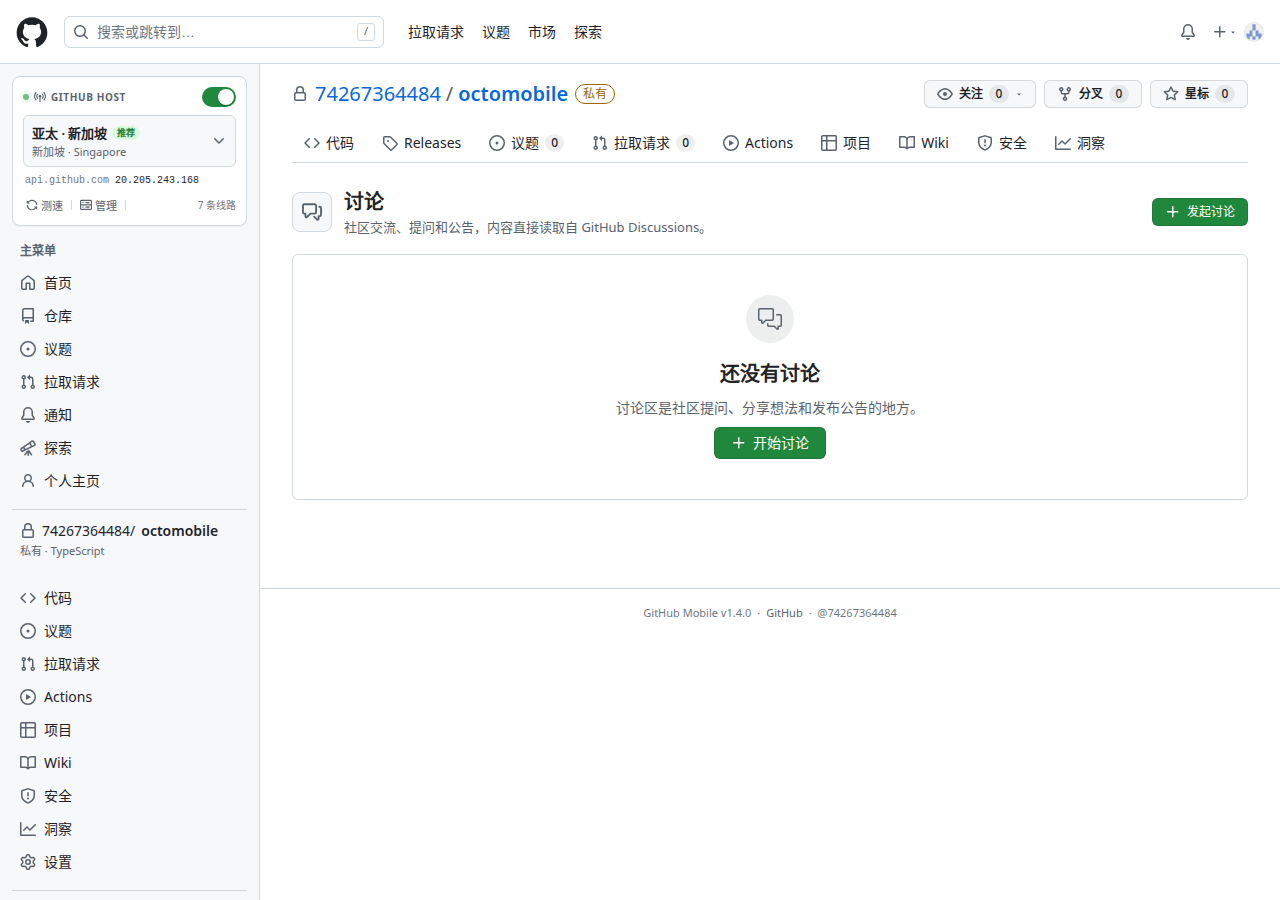 搜索或跳转到…
/
拉取请求 议题 市场 探索
GITHUB HOST
亚太 · 新加坡 推荐
新加坡 · Singapore
api.github.com 20.205.243.168
测速 管理 7 条线路
主菜单
首页
仓库
议题
拉取请求
通知
探索
个人主页
74267364484/ octomobile
私有 · TypeScript
代码
议题
拉取请求
Actions
项目
Wiki
安全
洞察
设置
74267364484 / octomobile 私有
关注 0 分叉 0 星标 0
代码 Releases 议题 0 拉取请求 0 Actions 项目 Wiki 安全 洞察
讨论
社区交流、提问和公告，内容直接读取自 GitHub Discussions。
发起讨论
还没有讨论
讨论区是社区提问、分享想法和发布公告的地方。
开始讨论
GitHub Mobile v1.4.0 · GitHub · @74267364484